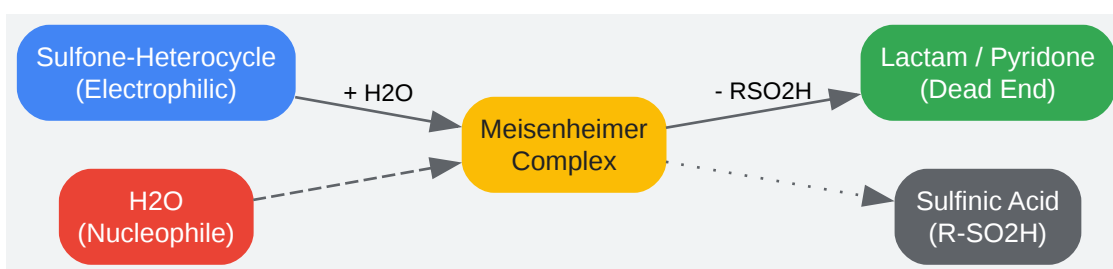 Sulfone-Heterocycle
(Electrophilic)
+ H2O
- RSO2H
Lactam / Pyridone
(Dead End)
Meisenheimer
Complex
H2O
(Nucleophile)
Sulfinic Acid
(R-SO2H)